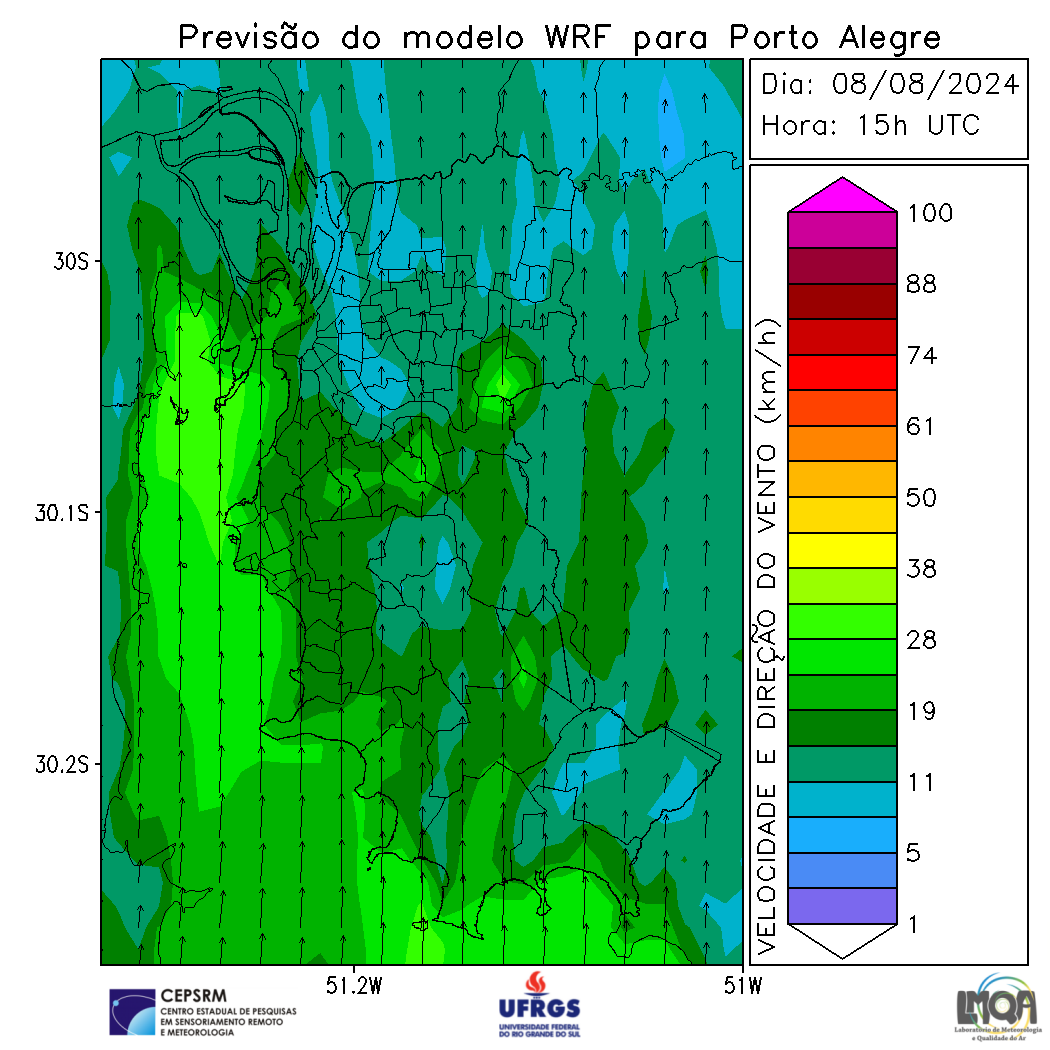 Previsão do modelo WRF para Porto Alegre
Dia: 08/08/2024
Hora: 15h UTC
30S
30.1S
30.2S
51.2W
51W
VELOCIDADE E DIREÇÃO DO VENTO (km/h)
100
88
74
61
50
38
28
19
11
5
1
CEPSRM
CENTRO ESTADUAL DE PESQUISAS
EM SENSORIAMENTO REMOTO
E METEOROLOGIA
UFRGS
UNIVERSIDADE FEDERAL
DO RIO GRANDE DO SUL
LMQA
Laboratório de Meteorologia
e Qualidade do Ar